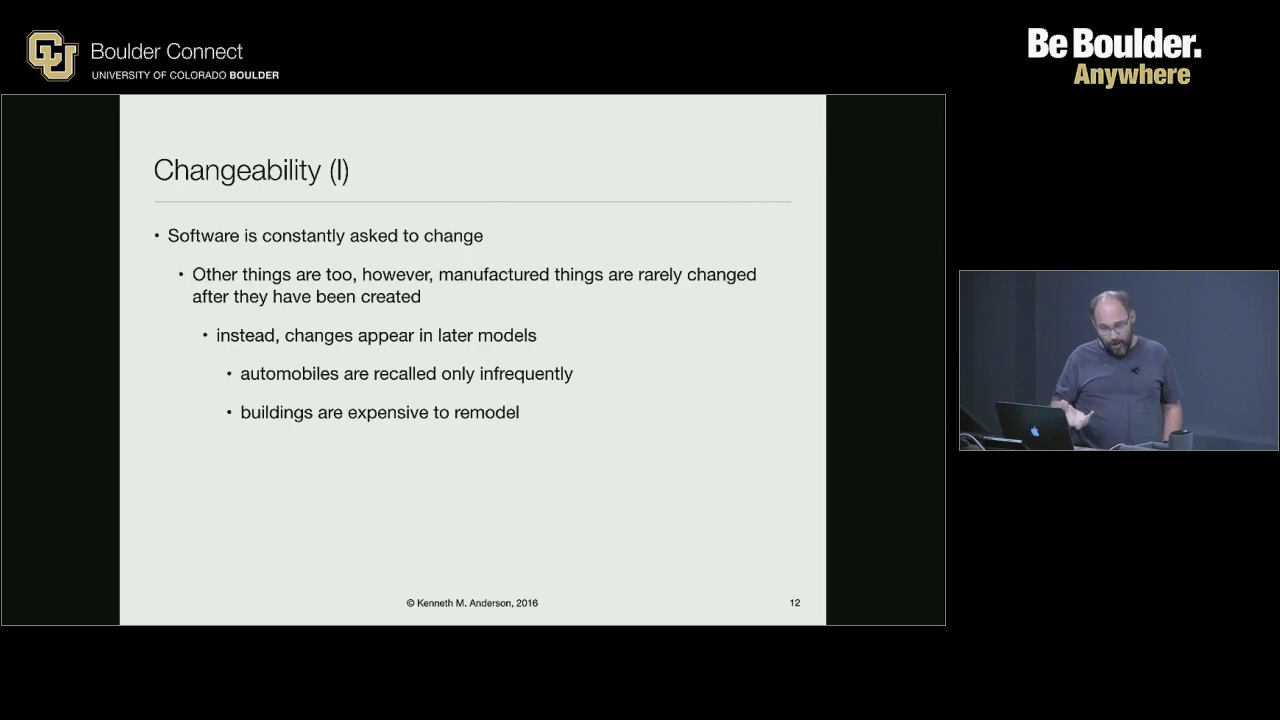 CU
Boulder Connect
UNIVERSITY OF COLORADO BOULDER
Be Boulder.
Anywhere
Changeability (I)
• Software is constantly asked to change
• Other things are too, however, manufactured things are rarely changed
after they have been created
• instead, changes appear in later models
• automobiles are recalled only infrequently
• buildings are expensive to remodel
© Kenneth M. Anderson, 2016
12